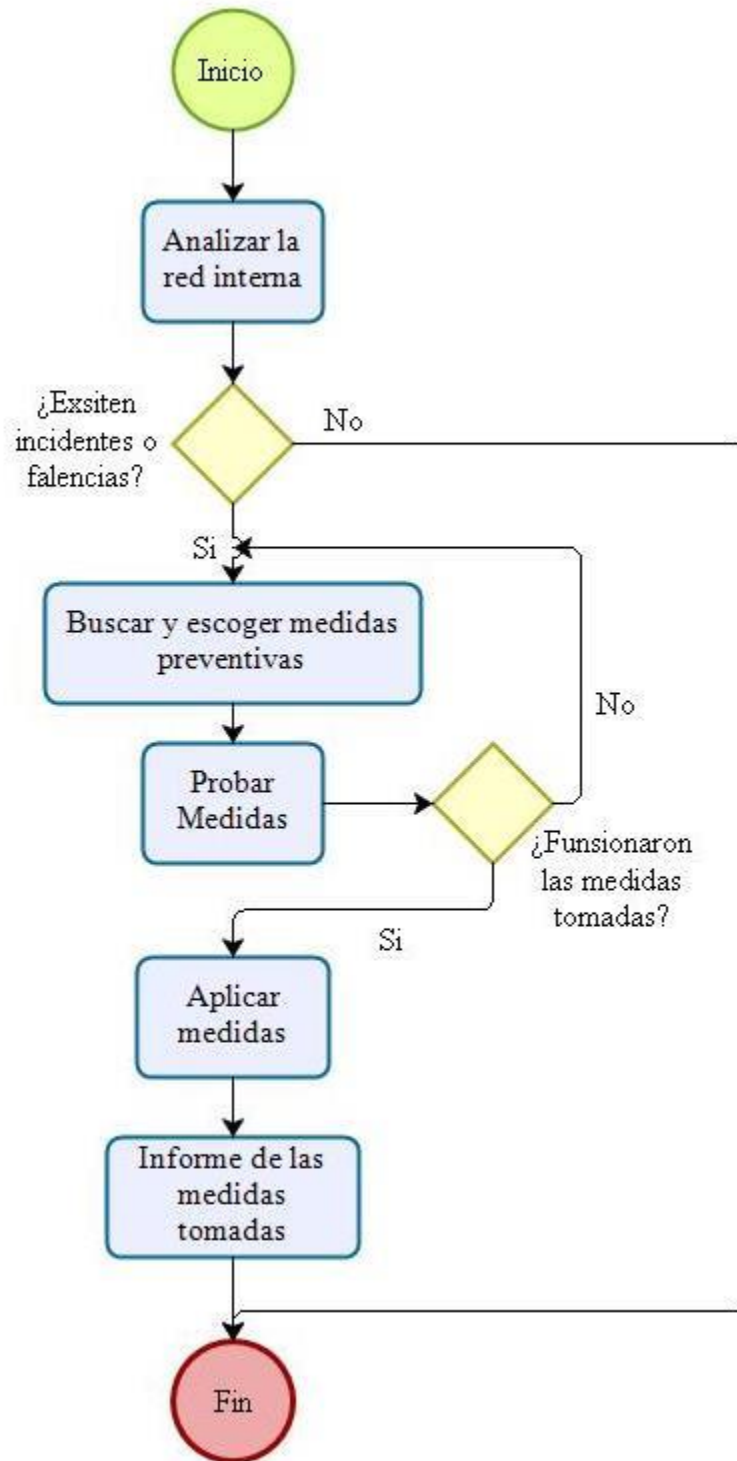 Inicio
Analizar la
red interna
¿Exsiten
incidentes o
falencias?
No
Si
Buscar y escoger medidas
preventivas
No
Probar
Medidas
¿Funsionaron
las medidas
tomadas?
Si
Aplicar
medidas
Informe de las
medidas
tomadas
Fin